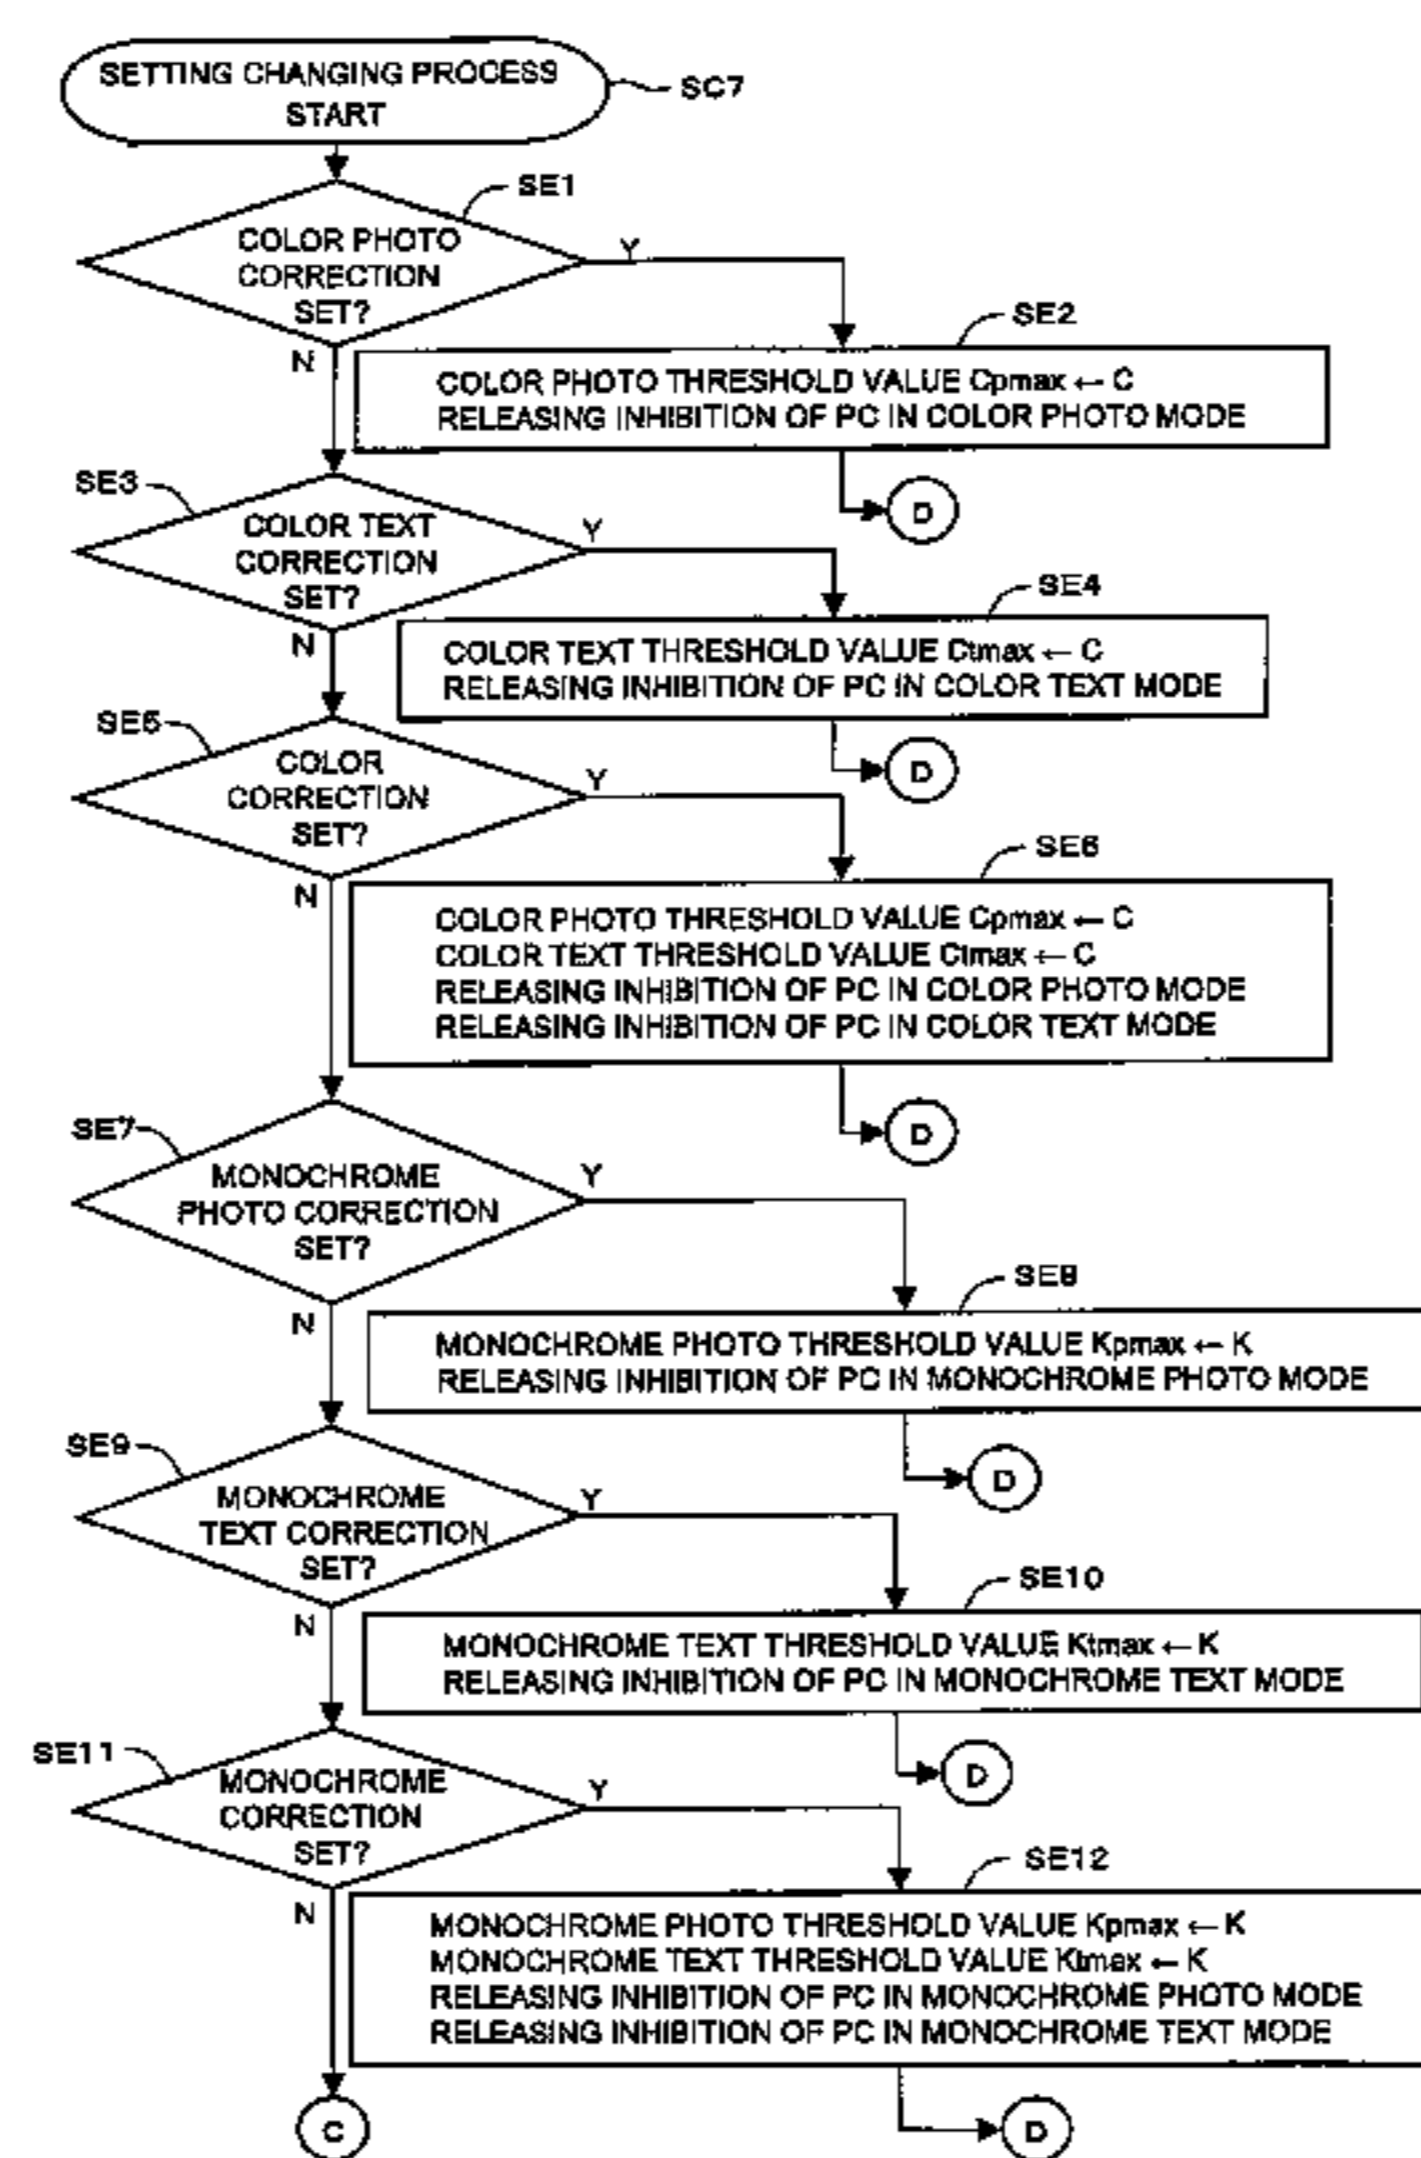 SETTING CHANGING PROCESS
START
SC7
SE1
COLOR PHOTO
CORRECTION
SET?
Y
N
SE2
COLOR PHOTO THRESHOLD VALUE Cpmax ← C
RELEASING INHIBITION OF PC IN COLOR PHOTO MODE
D
SE3
COLOR TEXT
CORRECTION
SET?
Y
N
SE4
COLOR TEXT THRESHOLD VALUE Ctmax ← C
RELEASING INHIBITION OF PC IN COLOR TEXT MODE
D
SE5
COLOR
CORRECTION
SET?
Y
N
SE6
COLOR PHOTO THRESHOLD VALUE Cpmax ← C
COLOR TEXT THRESHOLD VALUE Ctmax ← C
RELEASING INHIBITION OF PC IN COLOR PHOTO MODE
RELEASING INHIBITION OF PC IN COLOR TEXT MODE
D
SE7
MONOCHROME
PHOTO CORRECTION
SET?
Y
N
SE8
MONOCHROME PHOTO THRESHOLD VALUE Kpmax ← K
RELEASING INHIBITION OF PC IN MONOCHROME PHOTO MODE
D
SE9
MONOCHROME
TEXT CORRECTION
SET?
Y
N
SE10
MONOCHROME TEXT THRESHOLD VALUE Ktmax ← K
RELEASING INHIBITION OF PC IN MONOCHROME TEXT MODE
D
SE11
MONOCHROME
CORRECTION
SET?
Y
N
SE12
MONOCHROME PHOTO THRESHOLD VALUE Kpmax ← K
MONOCHROME TEXT THRESHOLD VALUE Ktmax ← K
RELEASING INHIBITION OF PC IN MONOCHROME PHOTO MODE
RELEASING INHIBITION OF PC IN MONOCHROME TEXT MODE
C
D